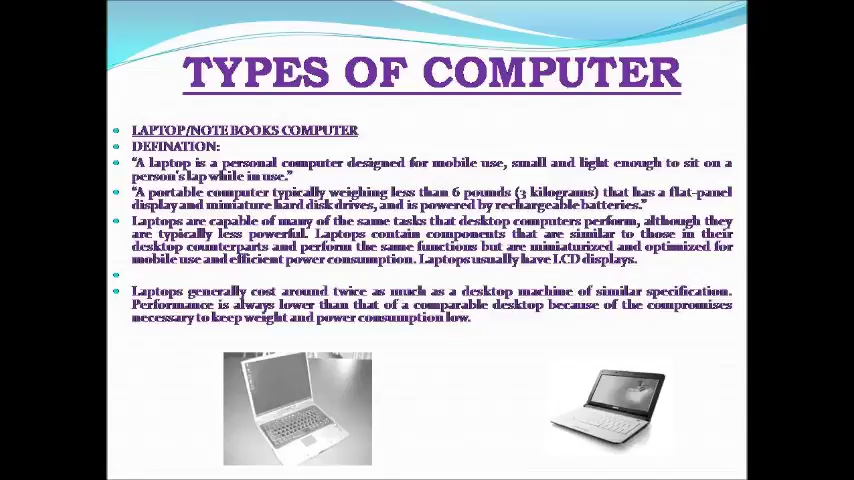 TYPES OF COMPUTER
LAPTOP/NOTEBOOKS COMPUTER
DEFINATION:
“A laptop is a personal computer designed for mobile use, small and light enough to sit on a
person's lap while in use.”
“A portable computer typically weighing less than 6 pounds (3 kilograms) that has a flat-panel
display and miniature hard disk drives, and is powered by rechargeable batteries.”
Laptops are capable of many of the same tasks that desktop computers perform, although they
are typically less powerful. Laptops contain components that are similar to those in their
desktop counterparts and perform the same functions but are miniaturized and optimized for
mobile use and efficient power consumption. Laptops usually have LCD displays.
Laptops generally cost around twice as much as a desktop machine of similar specification.
Performance is always lower than that of a comparable desktop because of the compromises
necessary to keep weight and power consumption low.